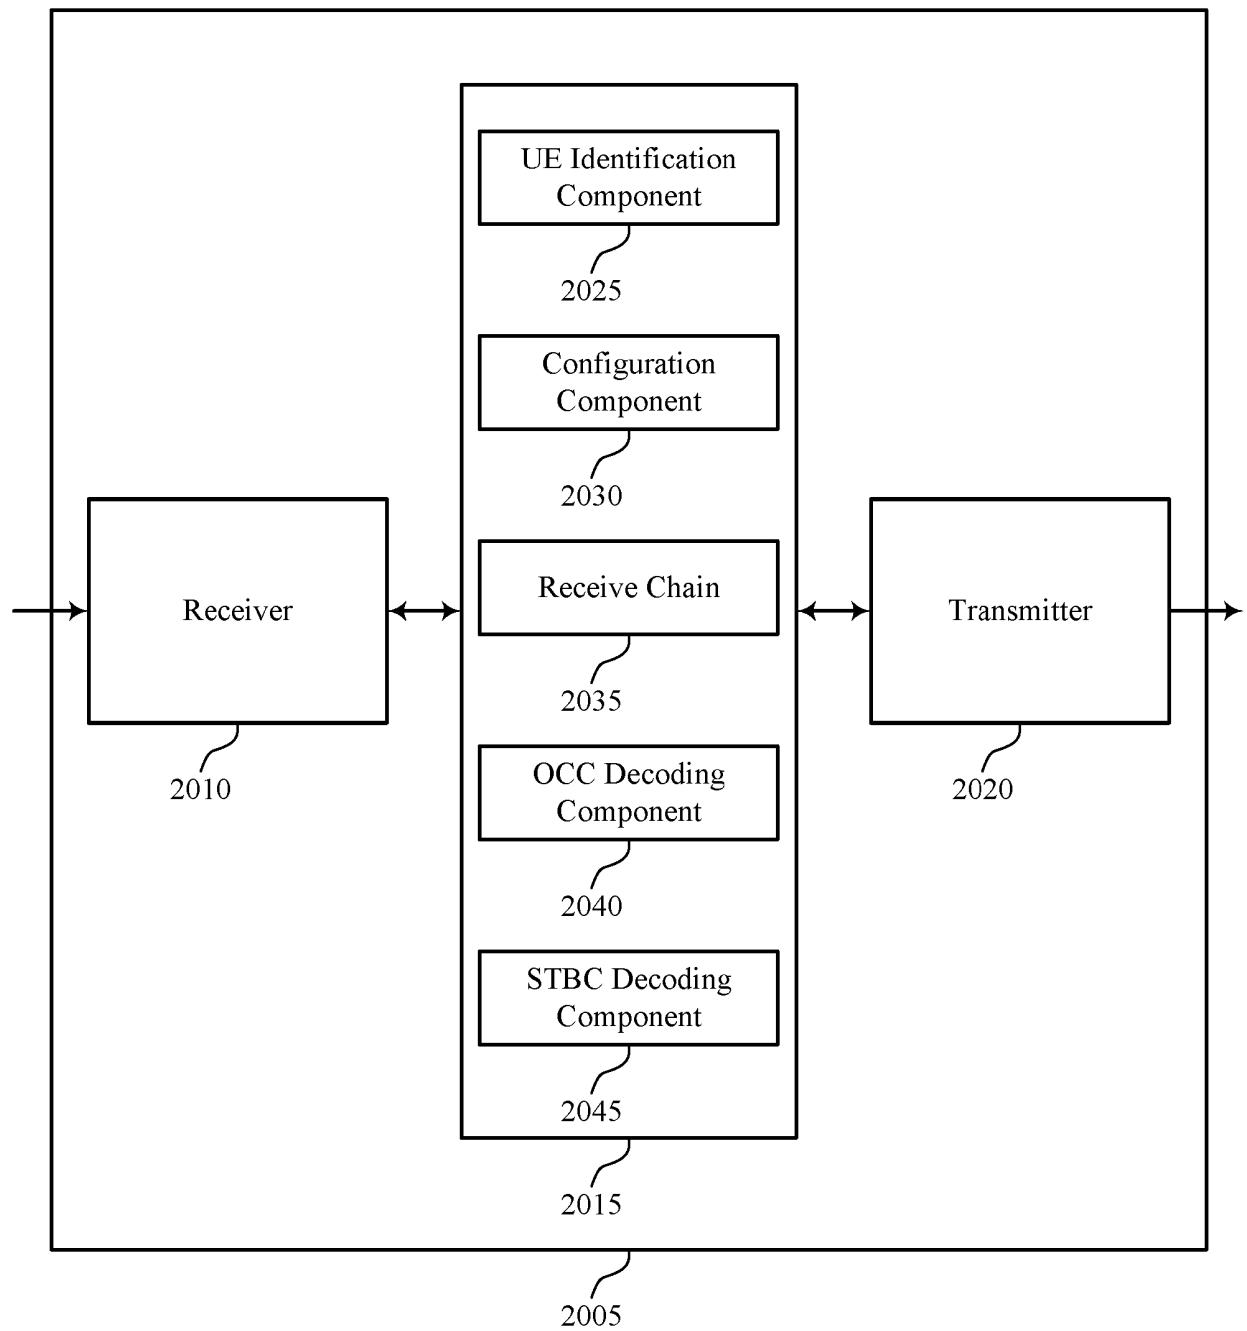 UE Identification
Component
2025
Configuration
Component
2030
Receiver
2010
Receive Chain
2035
Transmitter
2020
OCC Decoding
Component
2040
STBC Decoding
Component
2045
2015
2005